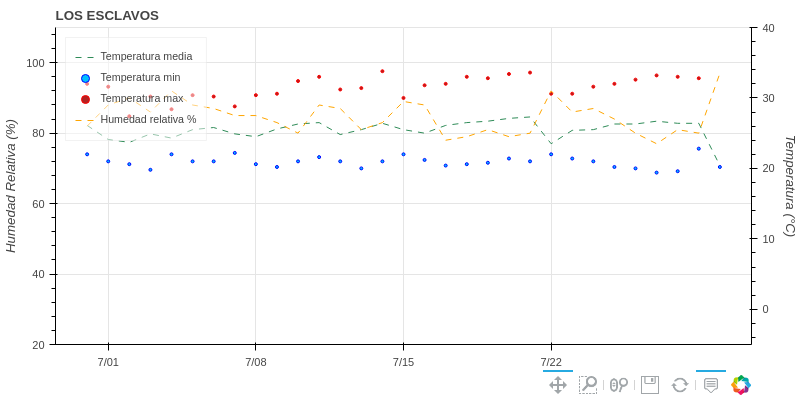 LOS ESCLAVOS
Temperatura media
Temperatura min
Temperatura max
Humedad relativa %
Humedad Relativa (%)
100
80
60
40
20
Temperatura (°C)
40
30
20
10
0
7/01
7/08
7/15
7/22